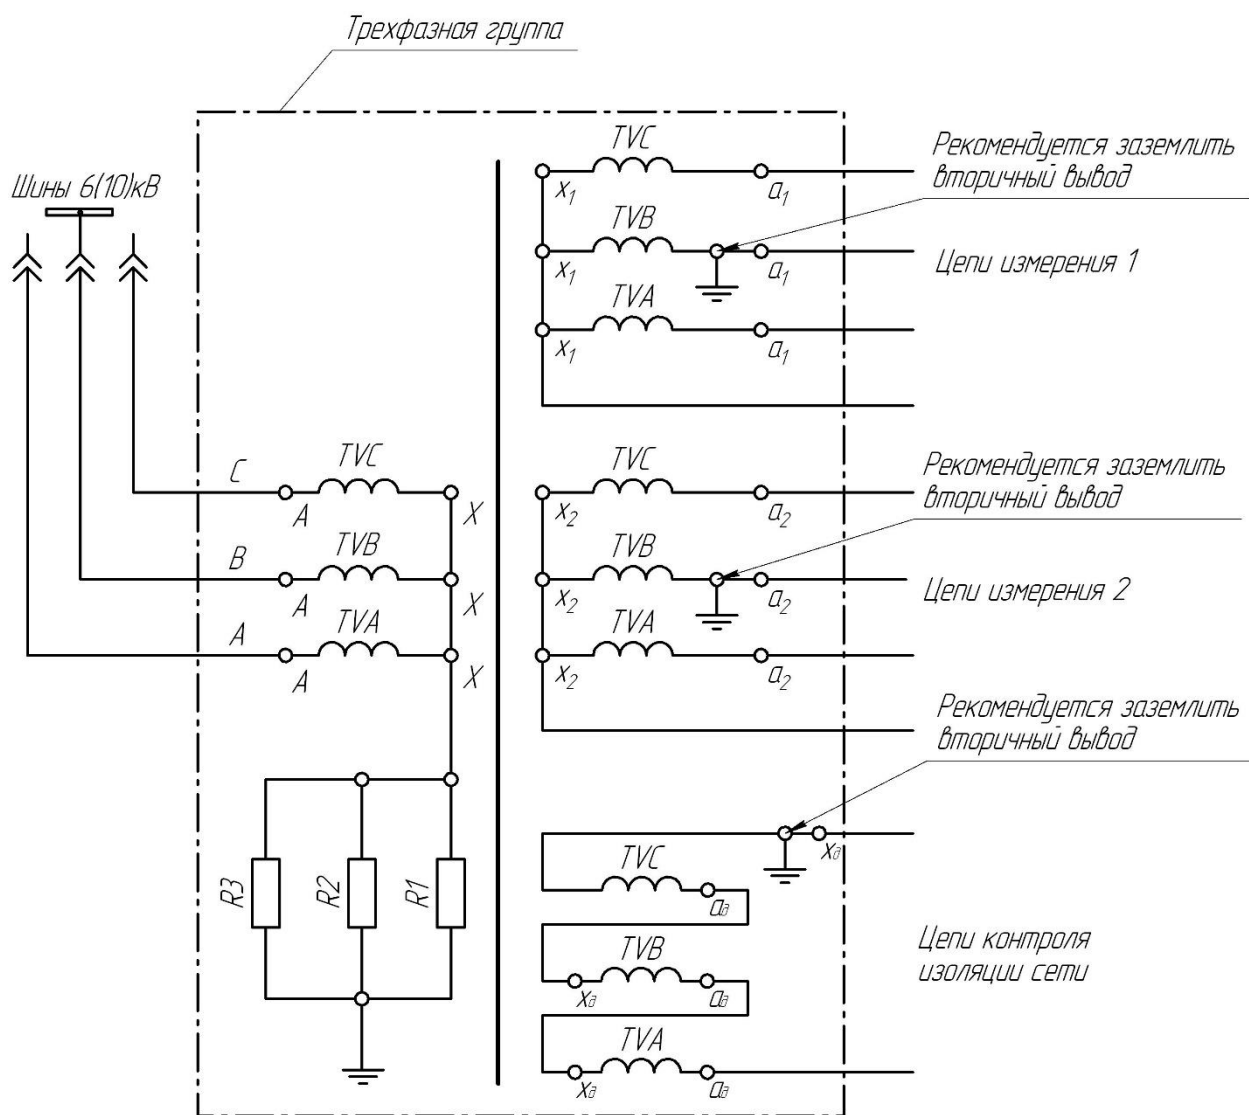 Трехфазная группа
Шины 6(10)кВ
TVC
x1
a1
Рекомендуется заземлить
вторичный вывод
TVB
x1
a1
Цепи измерения 1
TVA
x1
a1
C
TVC
A
X
TVC
x2
a2
Рекомендуется заземлить
вторичный вывод
B
TVB
A
X
TVB
x2
a2
Цепи измерения 2
A
TVA
A
X
TVA
x2
a2
Рекомендуется заземлить
вторичный вывод
xд
R3
R2
R1
TVC
aд
TVB
xд
aд
Цепи контроля
изоляции сети
TVA
xд
aд